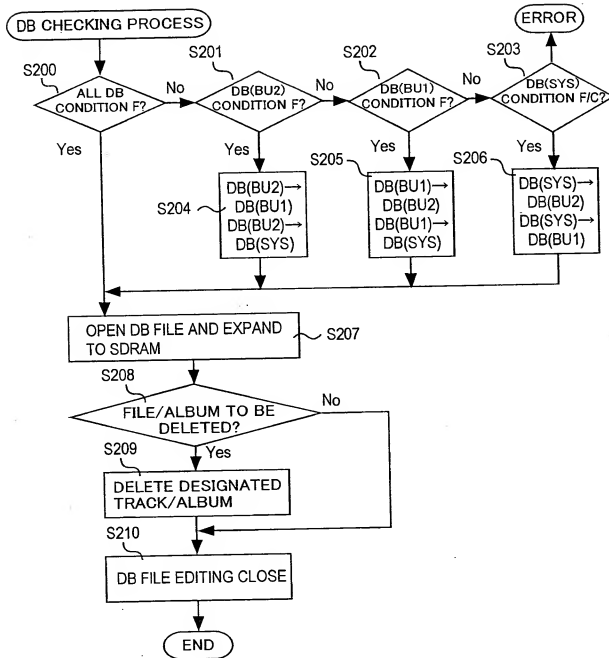 DB CHECKING PROCESS
ERROR
S200
S201
S202
S203
ALL DB
CONDITION F?
No
DB(BU2)
CONDITION F?
No
DB(BU1)
CONDITION F?
No
DB(SYS)
CONDITION F/C?
Yes
Yes
Yes
Yes
S204
DB(BU2)→
DB(BU1)
DB(BU2)→
DB(SYS)
S205
DB(BU1)→
DB(BU2)
DB(BU1)→
DB(SYS)
S206
DB(SYS)→
DB(BU2)
DB(SYS)→
DB(BU1)
OPEN DB FILE AND EXPAND
TO SDRAM
S207
S208
FILE/ALBUM TO BE
DELETED?
No
Yes
S209
DELETE DESIGNATED
TRACK/ALBUM
S210
DB FILE EDITING CLOSE
END